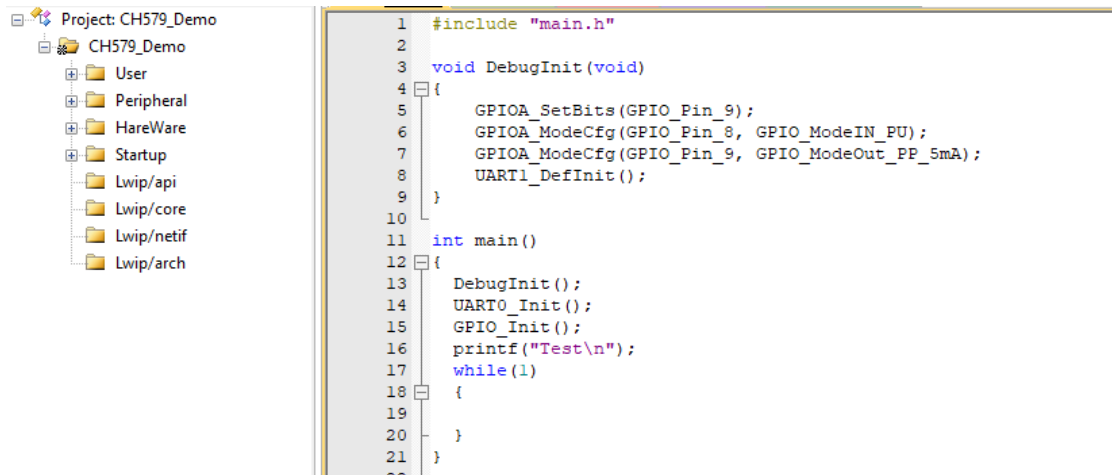 Project: CH579_Demo
CH579_Demo
User
Peripheral
HareWare
Startup
Lwip/api
Lwip/core
Lwip/netif
Lwip/arch
1 #include "main.h"
2
3 void DebugInit(void)
4 {
5 GPIOA_SetBits(GPIO_Pin_9);
6 GPIOA_ModeCfg(GPIO_Pin_8, GPIO_ModeIN_PU);
7 GPIOA_ModeCfg(GPIO_Pin_9, GPIO_ModeOut_PP_5mA);
8 UART1_DefInit();
9 }
10
11 int main()
12 {
13 DebugInit();
14 UART0_Init();
15 GPIO_Init();
16 printf("Test\n");
17 while(1)
18 {
19
20 }
21 }